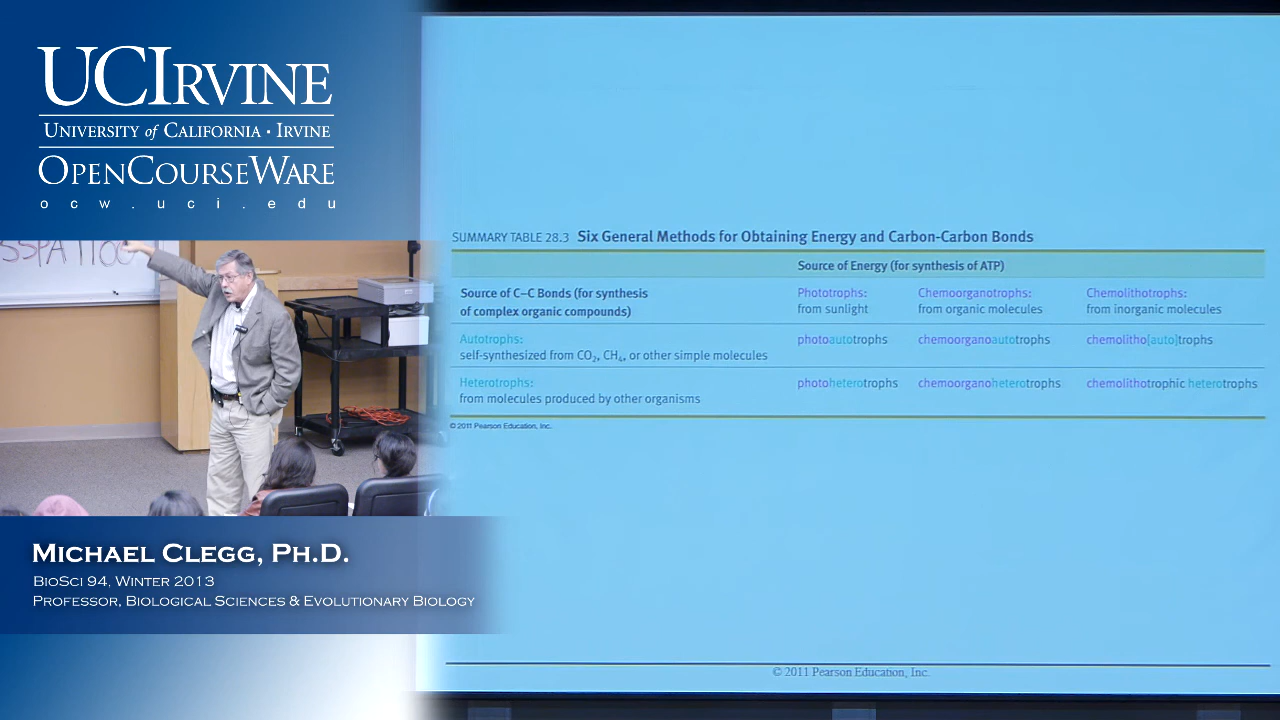 UCIRVINE
UNIVERSITY of CALIFORNIA · IRVINE
OPENCOURSEWARE
ocw.uci.edu
MICHAEL CLEGG, PH.D.
BIOSCI 94, WINTER 2013
PROFESSOR, BIOLOGICAL SCIENCES & EVOLUTIONARY BIOLOGY
SUMMARY TABLE 28.3 Six General Methods for Obtaining Energy and Carbon-Carbon Bonds
Source of Energy (for synthesis of ATP)
Source of C–C Bonds (for synthesis of complex organic compounds)
Phototrophs: from sunlight
Chemoorganotrophs: from organic molecules
Chemolithotrophs: from inorganic molecules
Autotrophs:
self-synthesized from CO₂, CH₄, or other simple molecules
photoautotrophs
chemoorganoautotrophs
chemolitho[auto]trophs
Heterotrophs:
from molecules produced by other organisms
photoheterotrophs
chemoorganoheterotrophs
chemolithotrophic heterotrophs
© 2011 Pearson Education, Inc.
© 2011 Pearson Education, Inc.